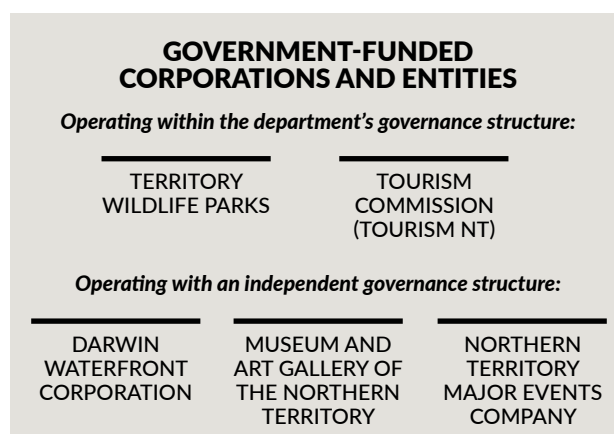 GOVERNMENT-FUNDED
CORPORATIONS AND ENTITIES
Operating within the department's governance structure:
TERRITORY
WILDLIFE PARKS
TOURISM
COMMISSION
(TOURISM NT)
Operating with an independent governance structure:
DARWIN
WATERFRONT
CORPORATION
MUSEUM AND
ART GALLERY OF
THE NORTHERN
TERRITORY
NORTHERN
TERRITORY
MAJOR EVENTS
COMPANY